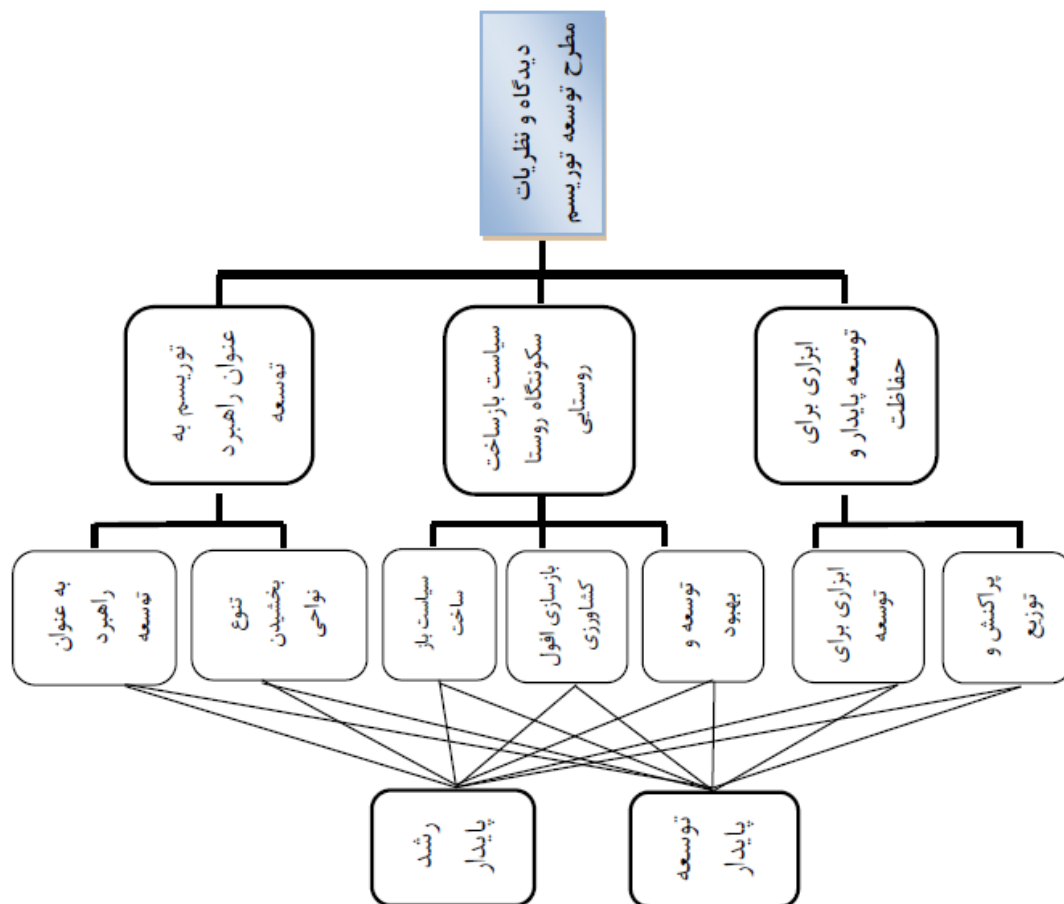 دیدگاه و نظریات
مطرح توسعه توریسم
توریسم به
عنوان راهبرد
توسعه
سیاست بازساخت
سکونتگاه روستا
روستایی
ابزاری برای
توسعه پایدار و
حفاظت
به عنوان
راهبرد
توسعه
تنوع
بخشیدن
نواحی
سیاست باز
ساخت
بازسازی افول
کشاورزی
توسعه و
بهبود
ابزاری برای
توسعه
پراکنش و
توزیع
رشد
پایدار
توسعه
پایدار